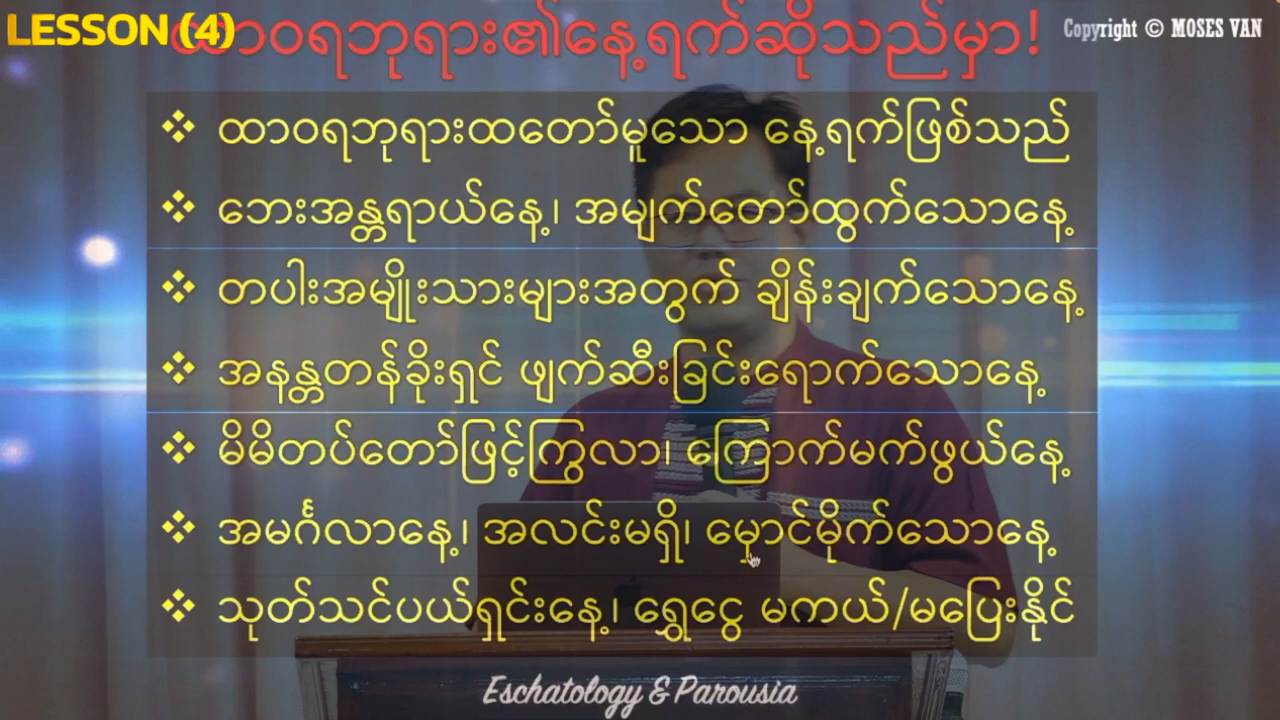 LESSON (4)
ထာဝရဘုရား၏နေ့ရက်ဆိုသည်မှာ!
Copyright © MOSES VAN
❖ ထာဝရဘုရားထတော်မူသော နေ့ရက်ဖြစ်သည်
❖ ဘေးအန္တရာယ်နေ့၊ အမျက်တော်ထွက်သောနေ့
❖ တပါးအမျိုးသားများအတွက် ချိန်းချက်သောနေ့
❖ အနန္တတန်ခိုးရှင် ဖျက်ဆီးခြင်းရောက်သောနေ့
❖ မိမိတပ်တော်ဖြင့်ကြွလာ၊ ကြောက်မက်ဖွယ်နေ့
❖ အမင်္ဂလာနေ့၊ အလင်းမရှိ၊ မှောင်မိုက်သောနေ့
❖ သုတ်သင်ပယ်ရှင်းနေ့၊ ရွှေငွေ မကယ်/မပြေးနိုင်
Eschatology & Parousia